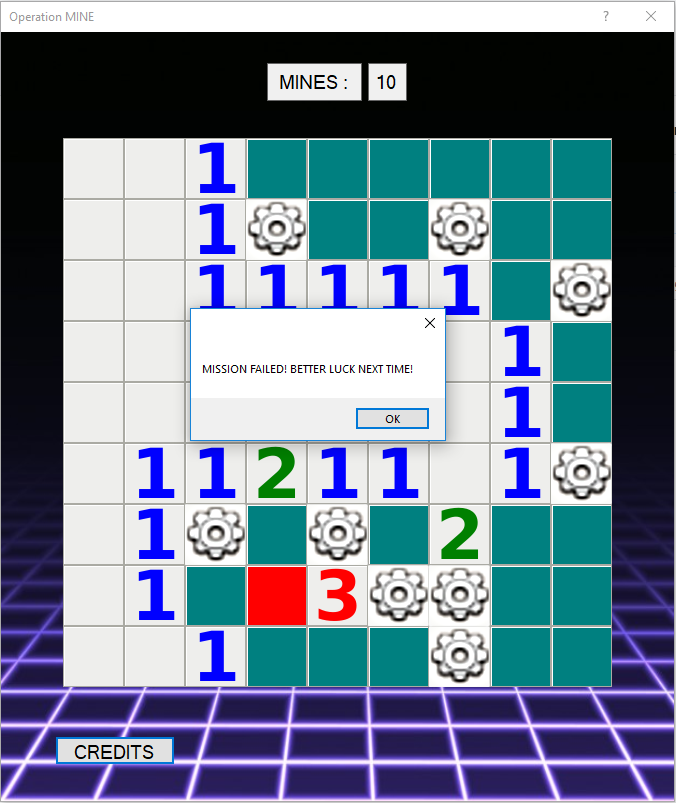 Operation MINE ?
MINES : 10
1
1
1 1 1 1 1
1
MISSION FAILED! BETTER LUCK NEXT TIME!
1
OK
1 1 2 1 1 1
1 2
1 3
1
CREDITS